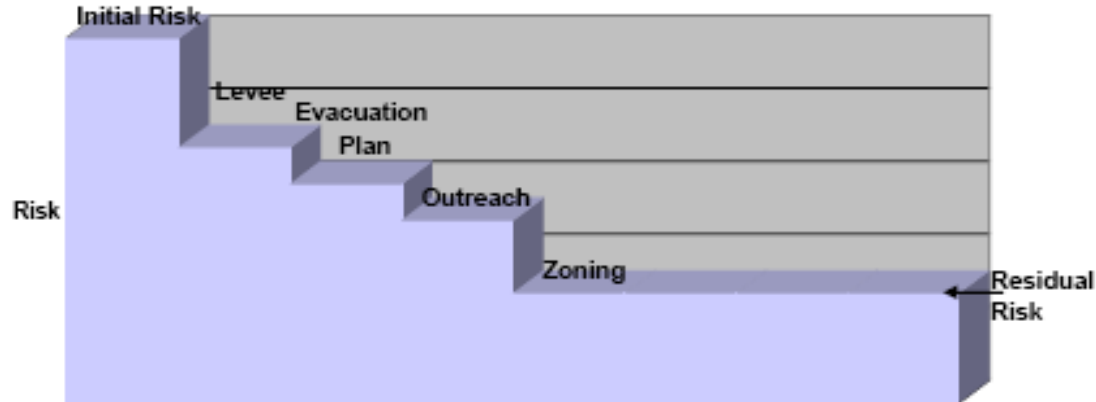 Initial Risk
Levee
Evacuation
Plan
Outreach
Risk
Zoning
Residual
Risk